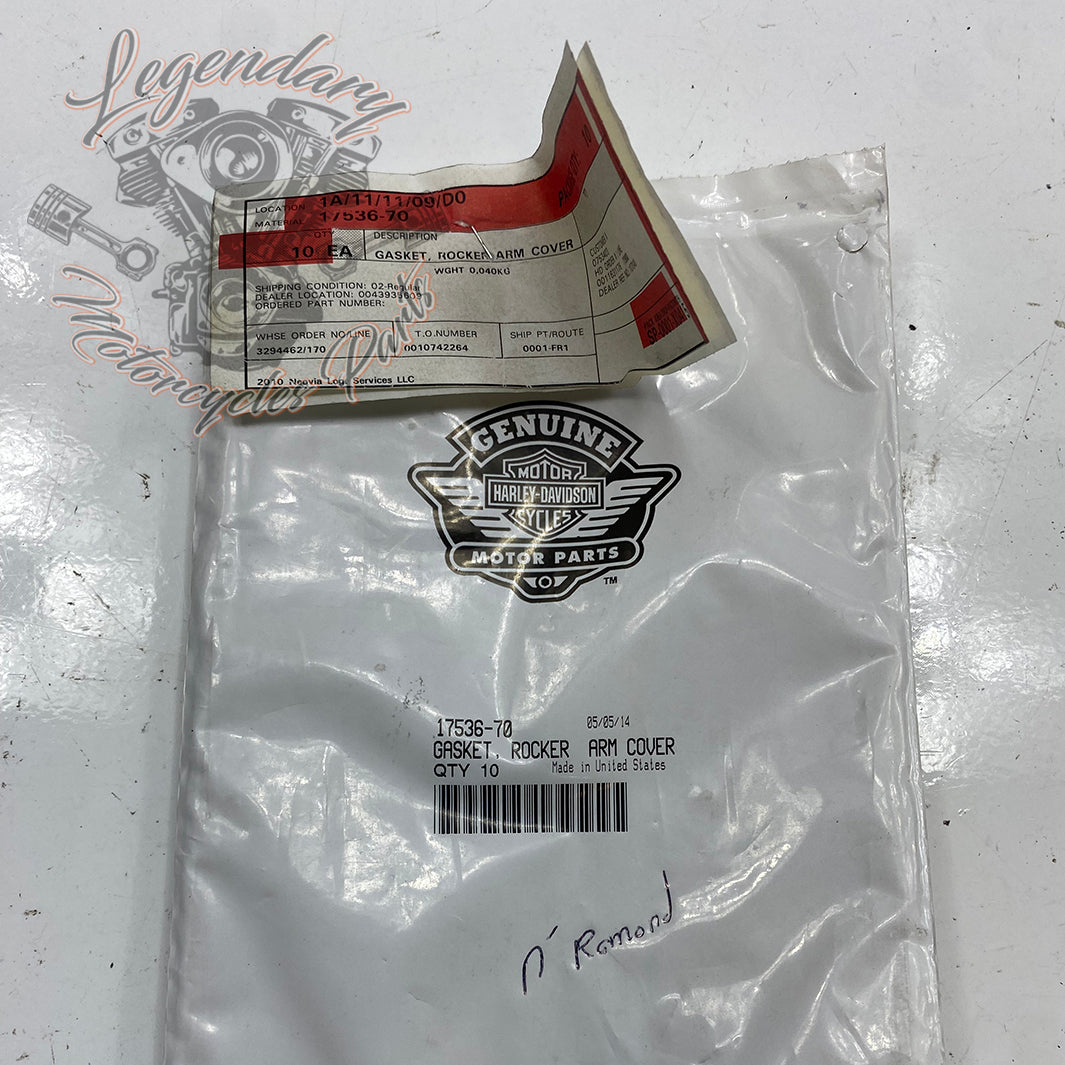 Legendary
Motorcycles Parts
LOCATION 1A/11/11/09/D0
MATERIAL 17536-70
QTY DESCRIPTION
10 EA GASKET, ROCKER ARM COVER
WGHT 0.040KG
SHIPPING CONDITION: 02-Regular
DEALER LOCATION:
ORDERED PART NUMBER:
WHSE ORDER NO/LINE T.O.NUMBER SHIP PT/ROUTE
3294462/170 0010742264 0001-FR1
2010 Neovia Log. Services LLC
GENUINE
MOTOR
HARLEY-DAVIDSON
CYCLES
MOTOR PARTS
TM
17536-70 05/05/14
GASKET, ROCKER ARM COVER
QTY 10 Made in United States